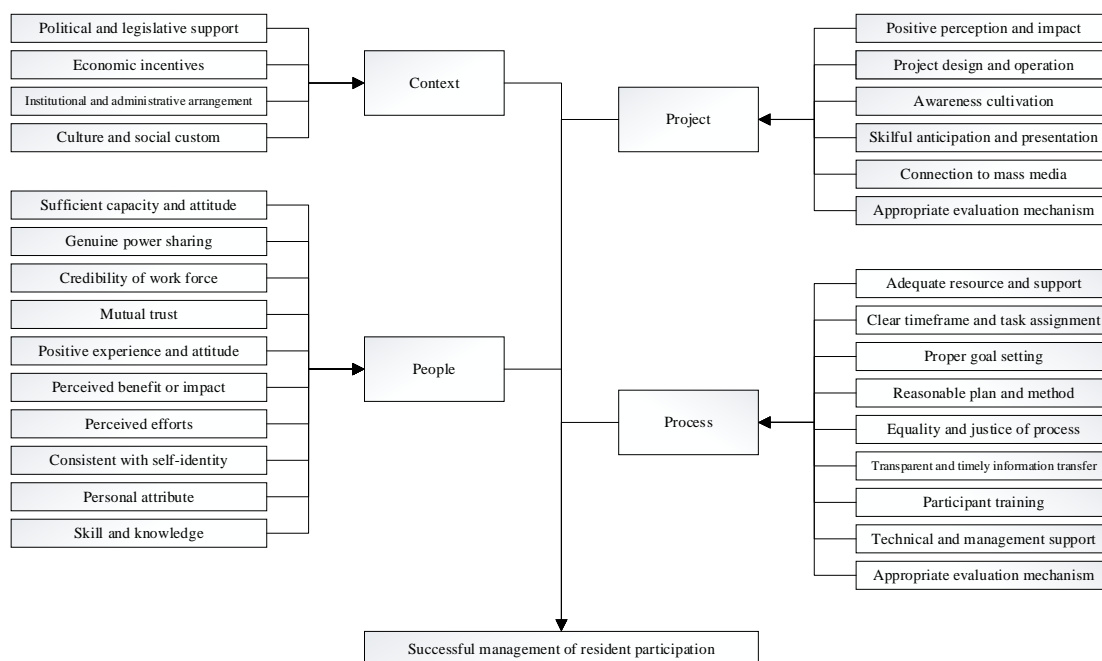 Political and legislative support
Economic incentives
Institutional and administrative arrangement
Culture and social custom
Context
Positive perception and impact
Project design and operation
Awareness cultivation
Skilful anticipation and presentation
Connection to mass media
Appropriate evaluation mechanism
Project
Sufficient capacity and attitude
Genuine power sharing
Credibility of work force
Mutual trust
Positive experience and attitude
Perceived benefit or impact
Perceived efforts
Consistent with self-identity
Personal attribute
Skill and knowledge
People
Adequate resource and support
Clear timeframe and task assignment
Proper goal setting
Reasonable plan and method
Equality and justice of process
Transparent and timely information transfer
Participant training
Technical and management support
Appropriate evaluation mechanism
Process
Successful management of resident participation